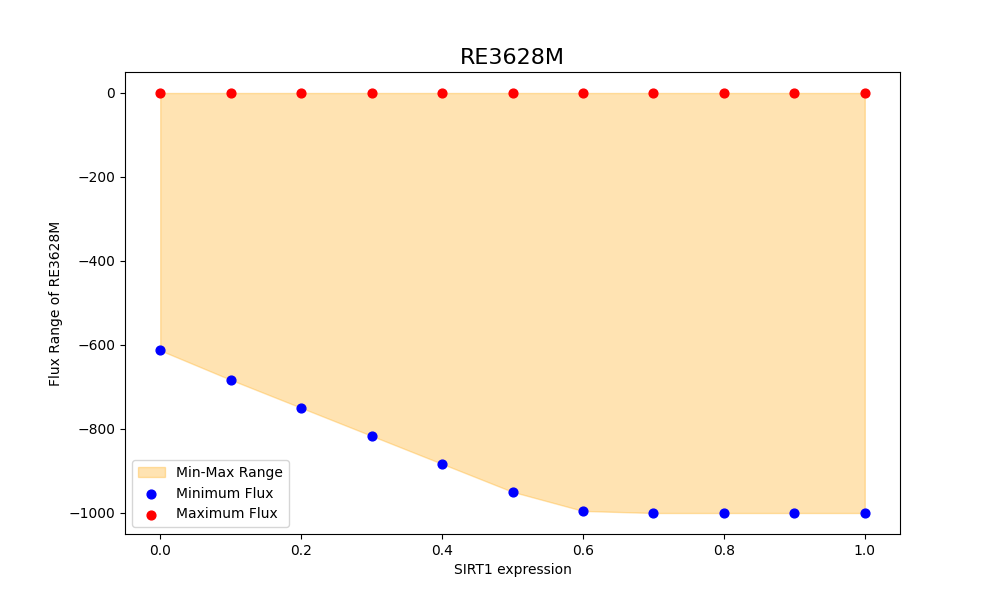 RE3628M
Flux Range of RE3628M
0
−200
−400
−600
−800
−1000
Min-Max Range
Minimum Flux
Maximum Flux
0.0 0.2 0.4 0.6 0.8 1.0
SIRT1 expression